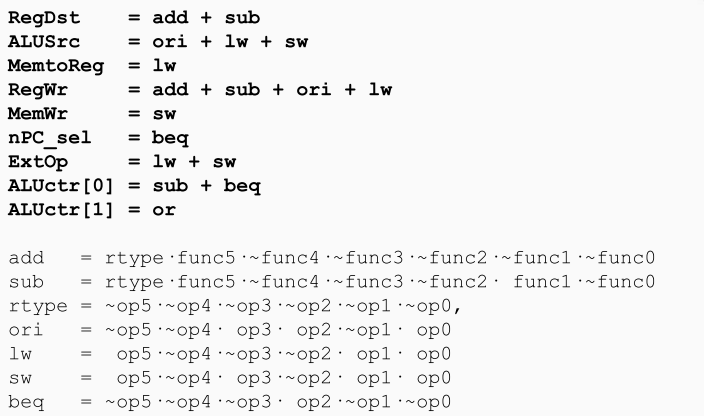 RegDst = add + sub
ALUSrc = ori + lw + sw
MemtoReg = lw
RegWr = add + sub + ori + lw
MemWr = sw
nPC_sel = beq
ExtOp = lw + sw
ALUctr[0] = sub + beq
ALUctr[1] = or
add = rtype·func5·~func4·~func3·~func2·~func1·~func0
sub = rtype·func5·~func4·~func3·~func2· func1·~func0
rtype = ~op5·~op4·~op3·~op2·~op1·~op0,
ori = ~op5·~op4· op3· op2·~op1· op0
lw = op5·~op4·~op3·~op2· op1· op0
sw = op5·~op4· op3·~op2· op1· op0
beq = ~op5·~op4·~op3· op2·~op1·~op0